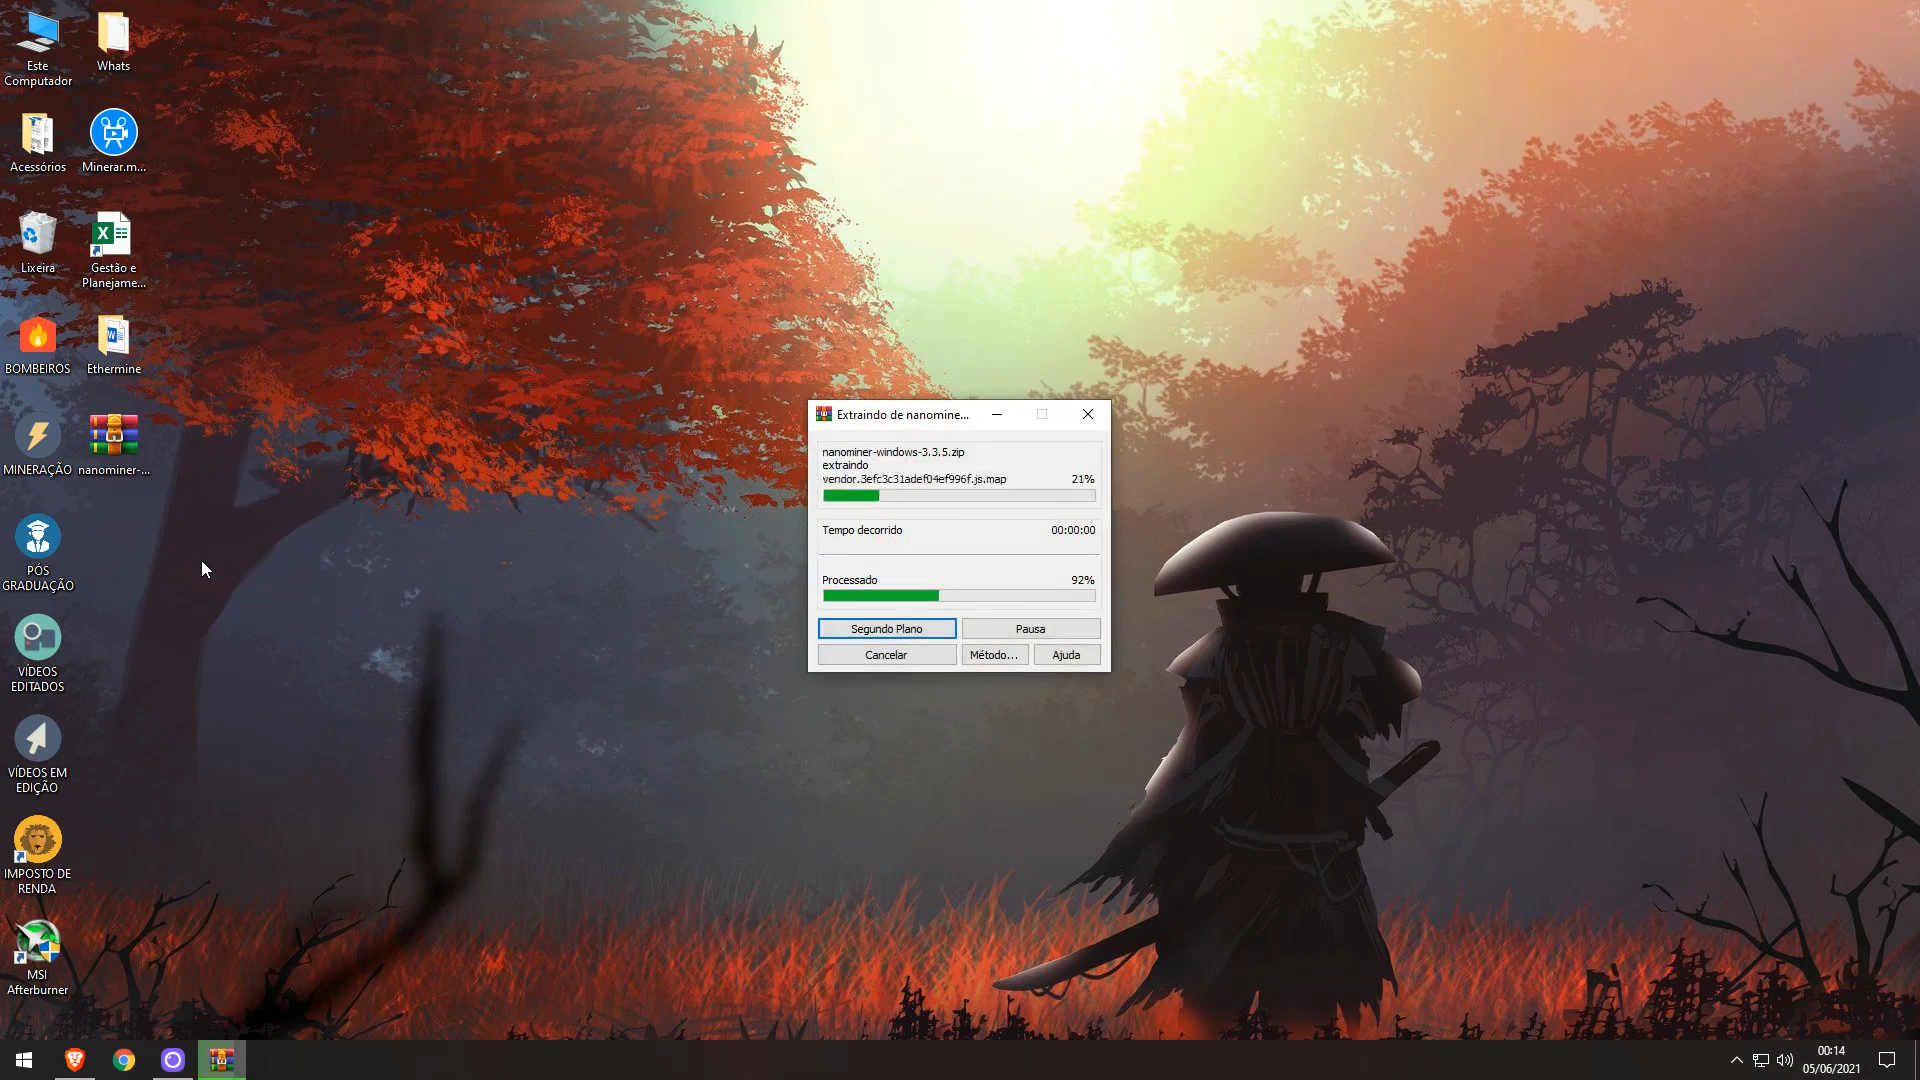 Este
Computador
Whats
Acessórios
Minerar.m...
Lixeira
Gestão e
Planejame...
BOMBEIROS
Ethermine
MINERAÇÃO
nanominer-...
PÓS
GRADUAÇÃO
VÍDEOS
EDITADOS
VÍDEOS EM
EDIÇÃO
IMPOSTO DE
RENDA
MSI
Afterburner
Extraindo de nanomine...
nanominer-windows-3.3.5.zip
extraindo
vendor.3efc3c31adef04ef996f.js.map 21%
Tempo decorrido 00:00:00
Processado 92%
Segundo Plano Pausa
Cancelar Método... Ajuda
00:14
05/06/2021